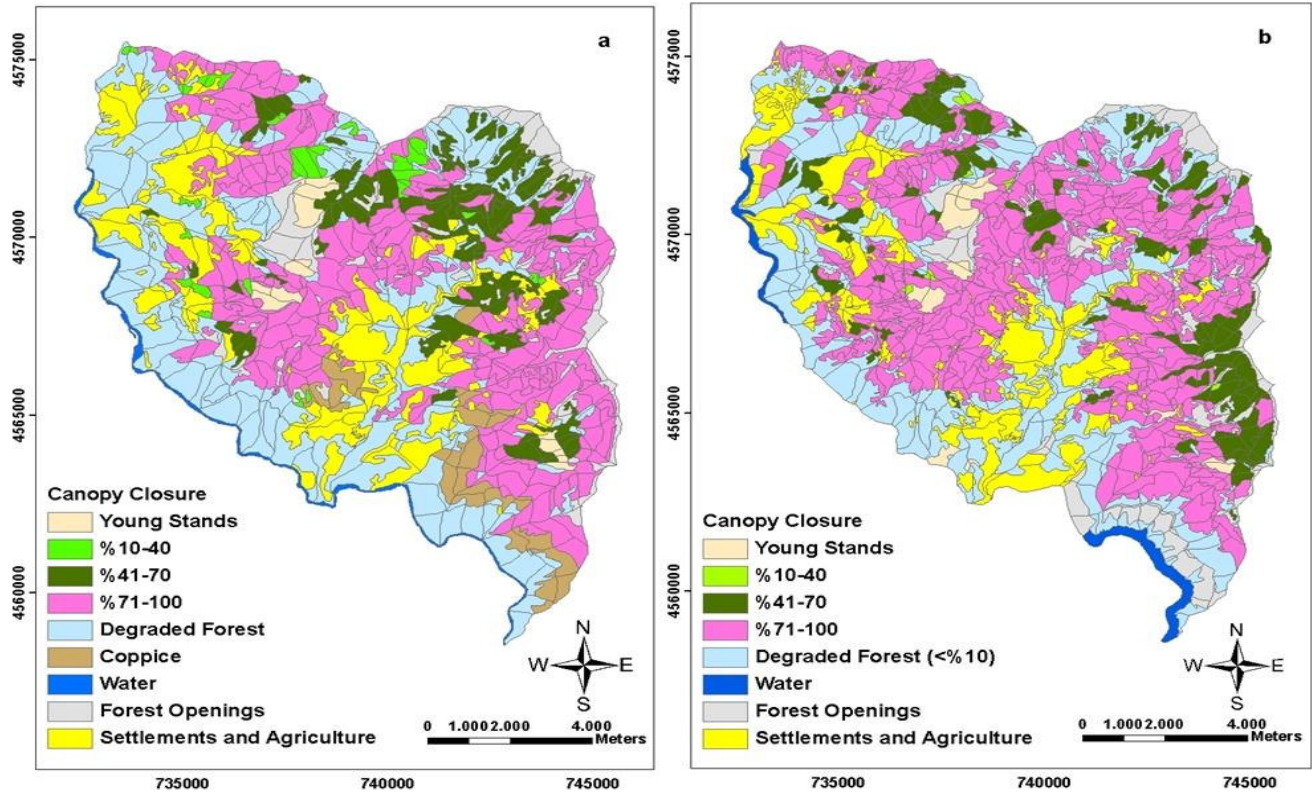 a
4575000
4570000
4565000
4560000
Canopy Closure
Young Stands
%10-40
%41-70
%71-100
Degraded Forest
Coppice
Water
Forest Openings
Settlements and Agriculture
N
W E
S
0 1.000 2.000 4.000
Meters
735000 740000 745000
b
4575000
4570000
4565000
4560000
Canopy Closure
Young Stands
%10-40
%41-70
%71-100
Degraded Forest (<%10)
Water
Forest Openings
Settlements and Agriculture
N
W E
S
0 1.000 2.000 4.000
Meters
735000 740000 745000